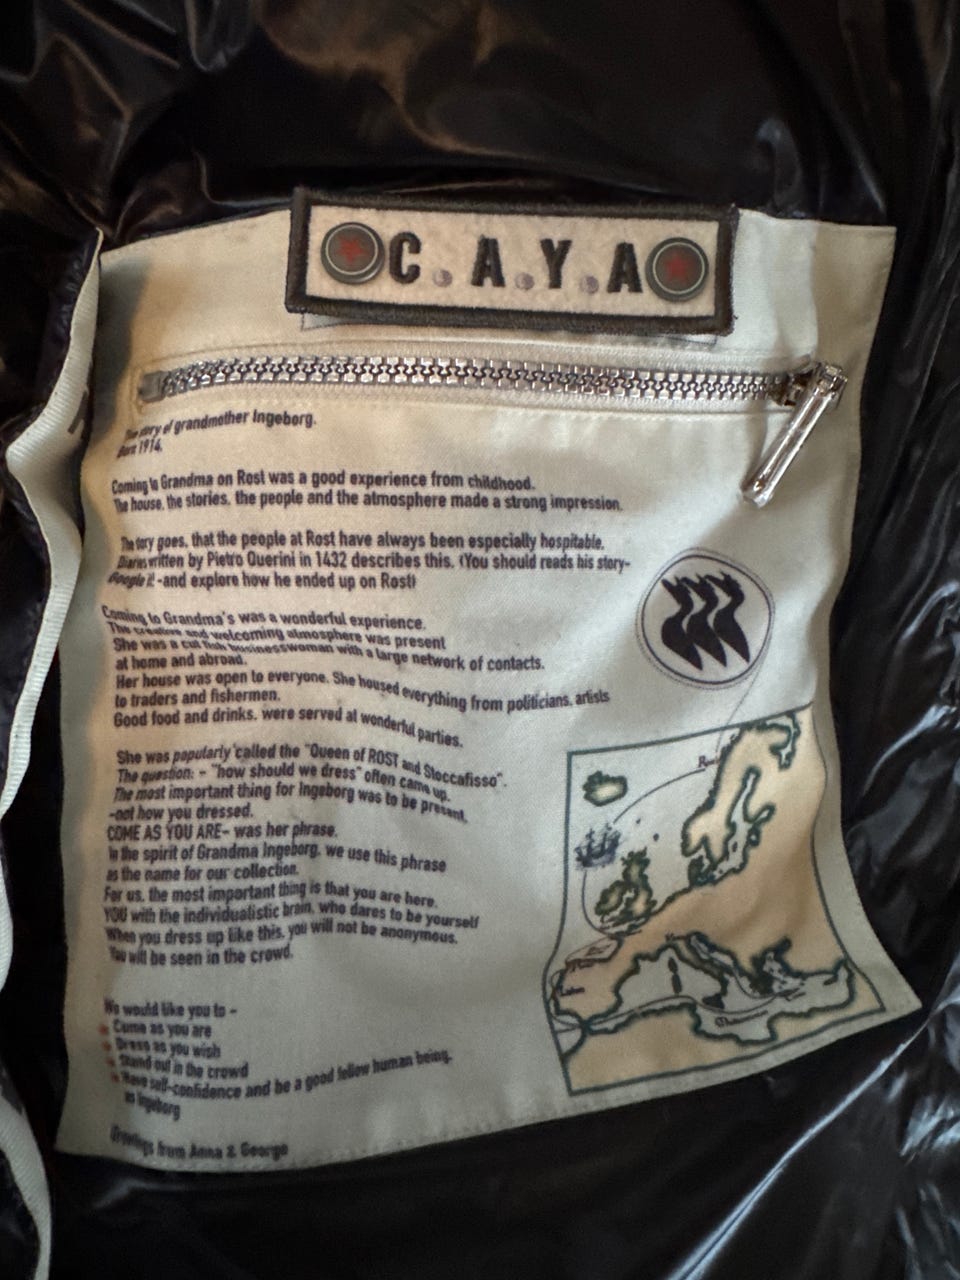 C.A.Y.A
The story of grandmother Ingeborg.
Born 1914.
Coming to Grandma on Rost was a good experience from childhood.
The house, the stories, the people and the atmosphere made a strong impression.
The story goes, that the people at Rost have always been especially hospitable.
Diaries written by Pietro Querini in 1432 describes this. (You should reads his story-
Google it -and explore how he ended up on Rost)
Coming to Grandma's was a wonderful experience.
The creative and welcoming atmosphere was present
She was a cut fish businesswoman with a large network of contacts.
at home and abroad.
Her house was open to everyone. She housed everything from politicians, artists
to traders and fishermen.
Good food and drinks, were served at wonderful parties.
She was popularly called the "Queen of ROST and Stoccafisso".
The question: - "how should we dress" often came up.
The most important thing for Ingeborg was to be present,
-not how you dressed.
COME AS YOU ARE- was her phrase.
In the spirit of Grandma Ingeborg, we use this phrase
as the name for our collection.
For us, the most important thing is that you are here.
YOU with the individualistic brain, who dares to be yourself
When you dress up like this, you will not be anonymous.
You will be seen in the crowd.
We would like you to -
Come as you are
Dress as you wish
Stand out in the crowd
Have self-confidence and be a good fellow human being.
as Ingeborg
Drawings from Anna & George